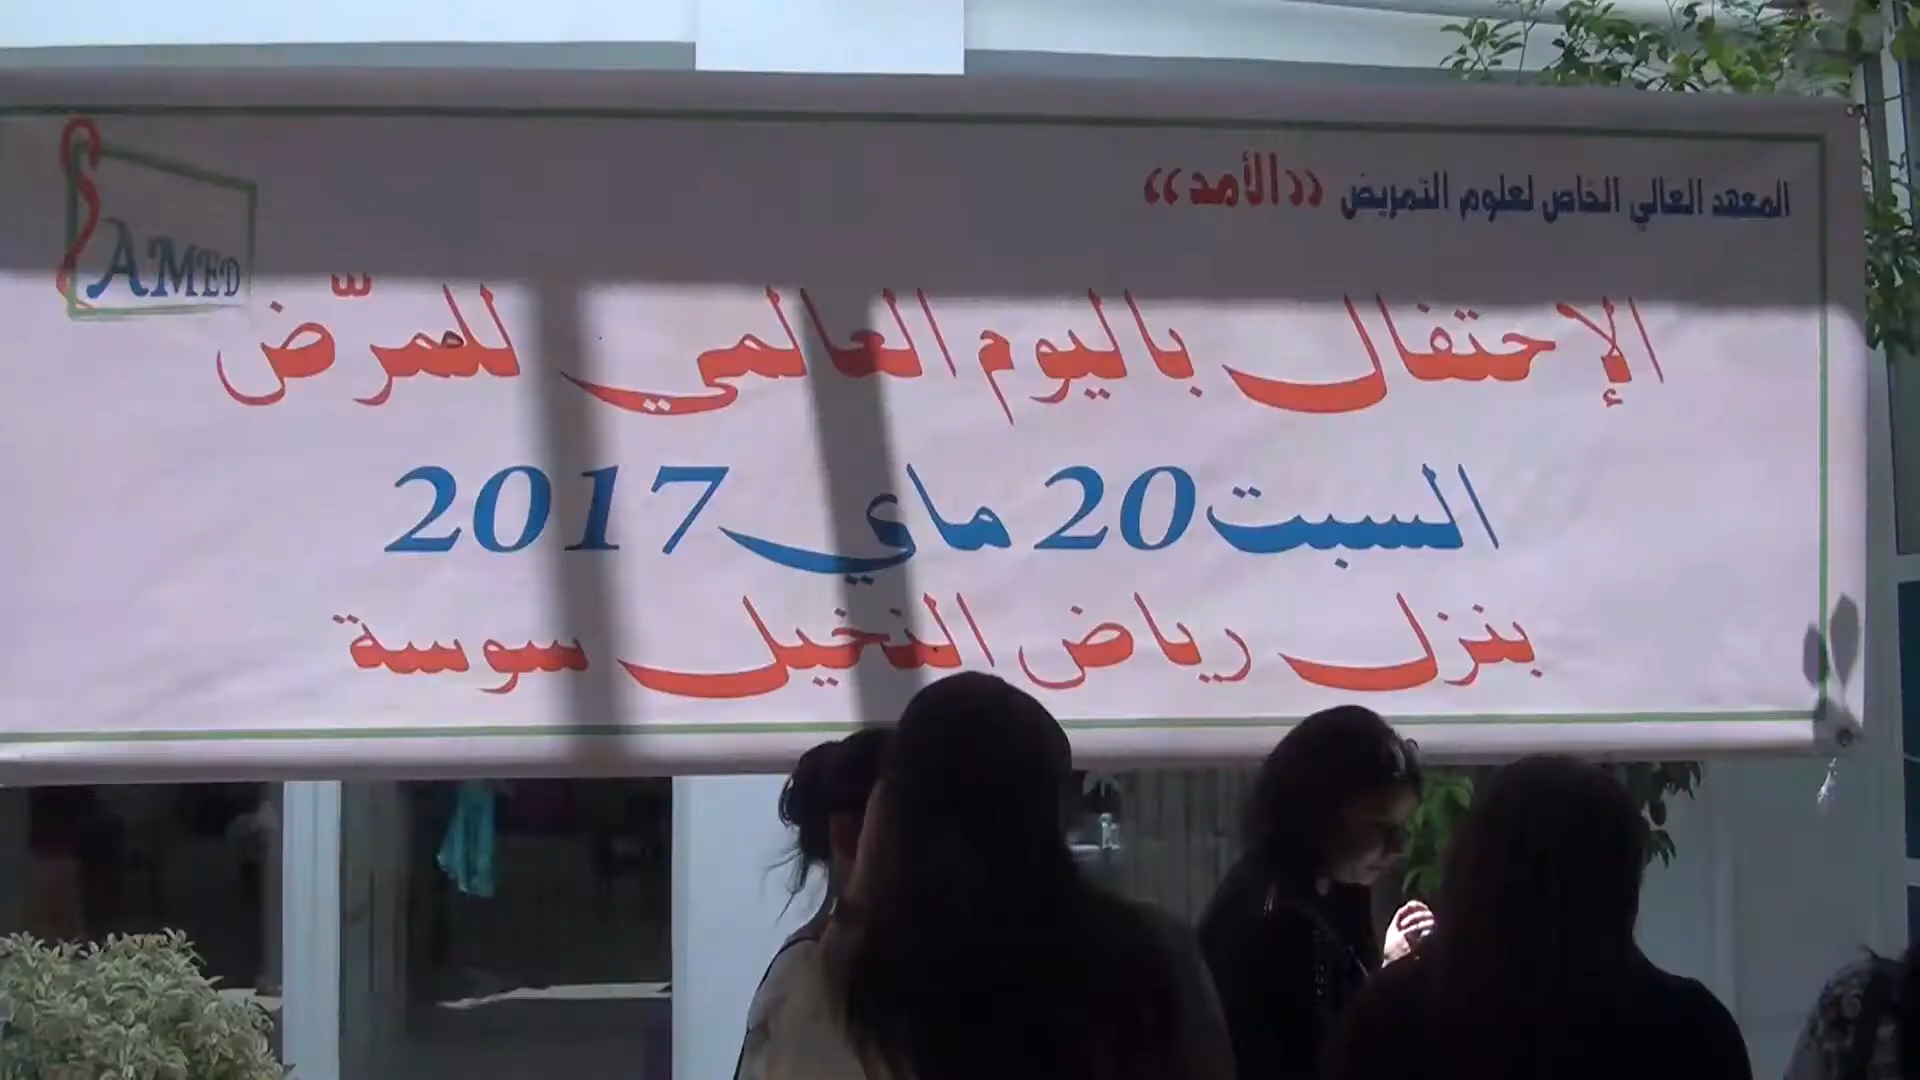 المعهد العالي الخاص لعلوم التمريض «الأمد»
AMED
الإحتفال باليوم العالمي للممرّض
السبت 20 ماي 2017
بنزل رياض النخيل سوسة